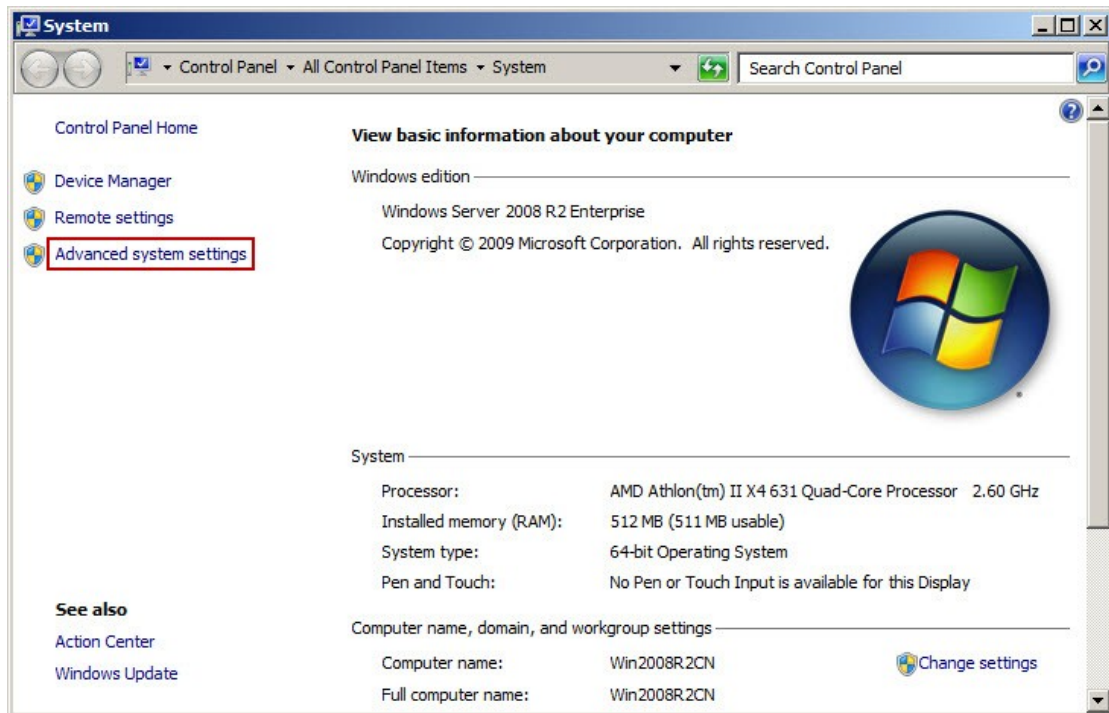 System
Control Panel All Control Panel Items System Search Control Panel
Control Panel Home
Device Manager
Remote settings
Advanced system settings
See also
Action Center
Windows Update
View basic information about your computer
Windows edition
Windows Server 2008 R2 Enterprise
Copyright © 2009 Microsoft Corporation. All rights reserved.
System
Processor: AMD Athlon(tm) II X4 631 Quad-Core Processor 2.60 GHz
Installed memory (RAM): 512 MB (511 MB usable)
System type: 64-bit Operating System
Pen and Touch: No Pen or Touch Input is available for this Display
Computer name, domain, and workgroup settings
Computer name: Win2008R2CN Change settings
Full computer name: Win2008R2CN